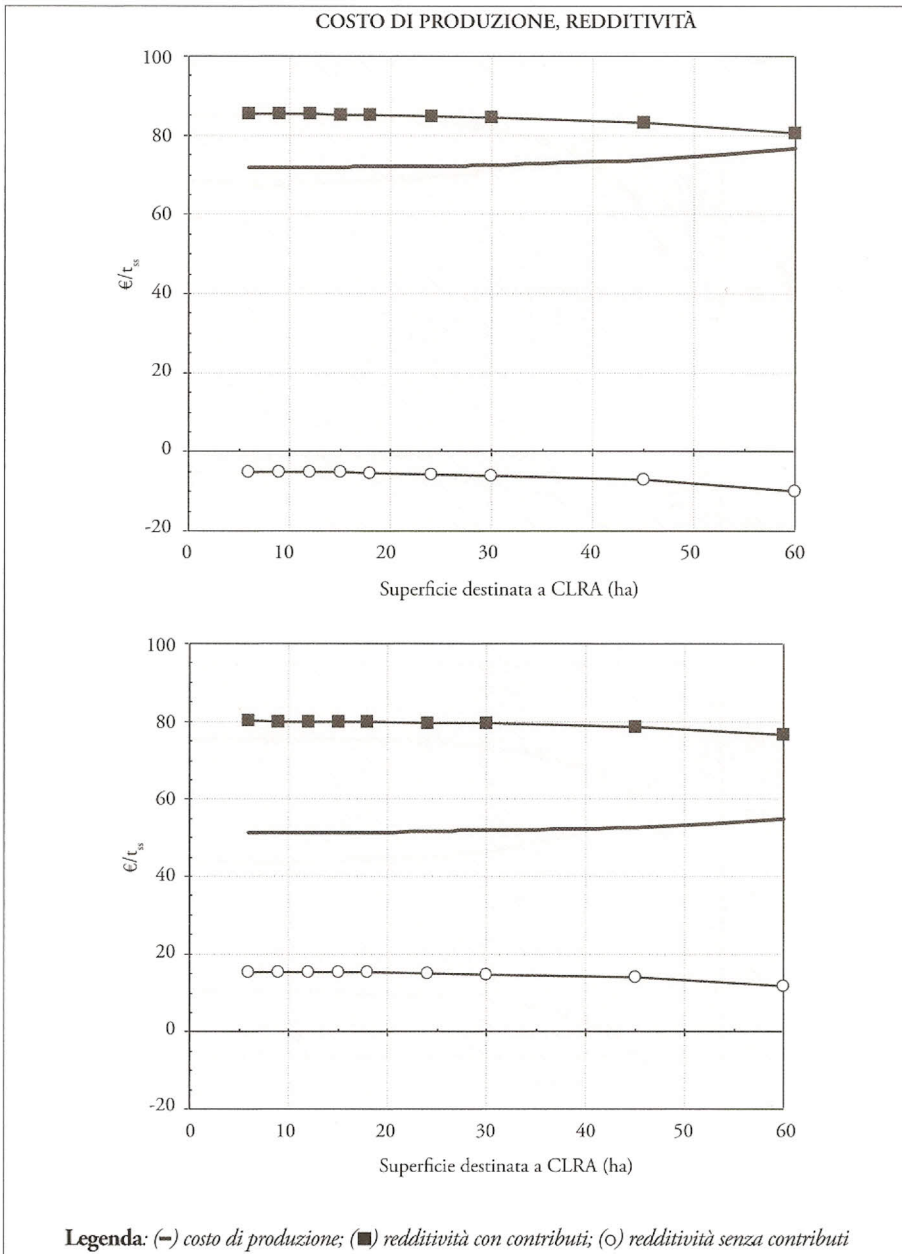 COSTO DI PRODUZIONE, REDDITIVITÀ
100
80
60
40
20
0
-20
€/t ss
0 10 20 30 40 50 60
Superficie destinata a CLRA (ha)
100
80
60
40
20
0
-20
€/t ss
0 10 20 30 40 50 60
Superficie destinata a CLRA (ha)
Legenda: (–) costo di produzione; (■) redditività con contributi; (○) redditività senza contributi